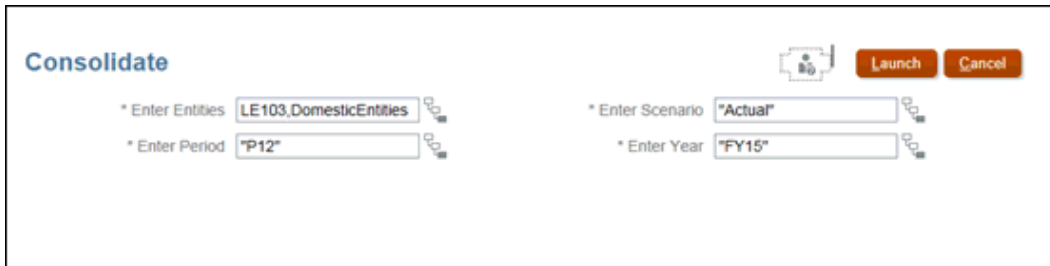 Consolidate
Launch
Cancel
* Enter Entities LE103,DomesticEntities * Enter Scenario "Actual"
* Enter Period "P12" * Enter Year "FY15"